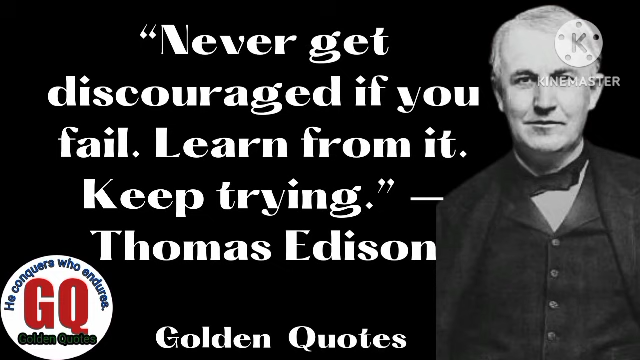 “Never get
discouraged if you
fail. Learn from it.
Keep trying.” —
Thomas Edison
K
KINEMASTER
He conquers who endures.
GQ
Golden Quotes
Golden Quotes